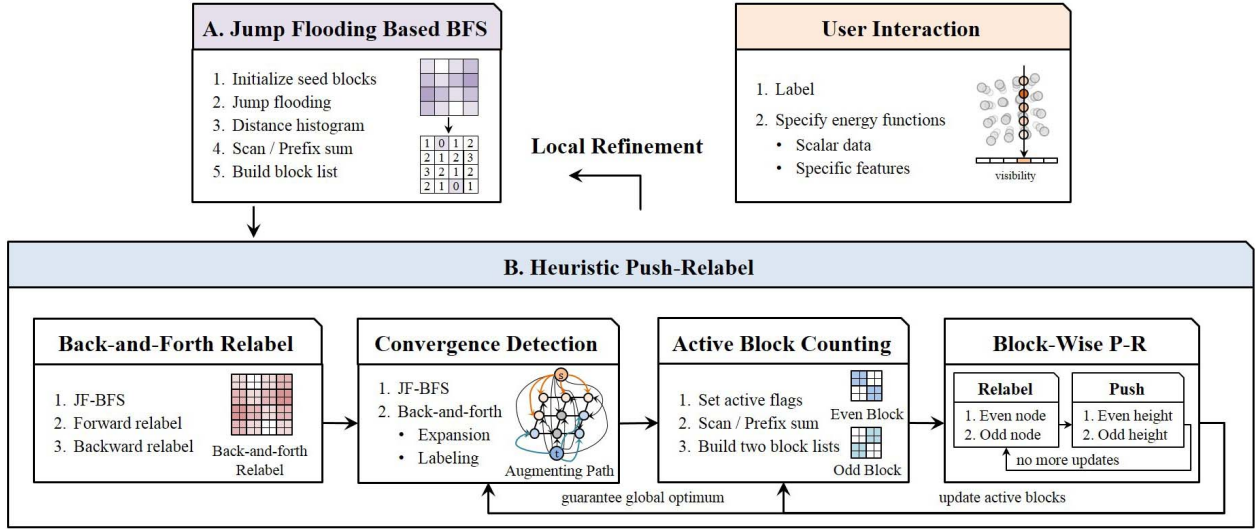 A. Jump Flooding Based BFS
1. Initialize seed blocks
2. Jump flooding
3. Distance histogram
4. Scan / Prefix sum
5. Build block list
1 0 1 2
2 1 2 3
3 2 1 2
2 1 0 1
Local Refinement
User Interaction
1. Label
2. Specify energy functions
• Scalar data
• Specific features
visibility
B. Heuristic Push-Relabel
Back-and-Forth Relabel
1. JF-BFS
2. Forward relabel
3. Backward relabel
Back-and-forth
Relabel
Convergence Detection
1. JF-BFS
2. Back-and-forth
• Expansion
• Labeling
s
t
Augmenting Path
Active Block Counting
1. Set active flags
2. Scan / Prefix sum
3. Build two block lists
Even Block
Odd Block
Block-Wise P-R
Relabel
1. Even node
2. Odd node
Push
1. Even height
2. Odd height
no more updates
guarantee global optimum
update active blocks